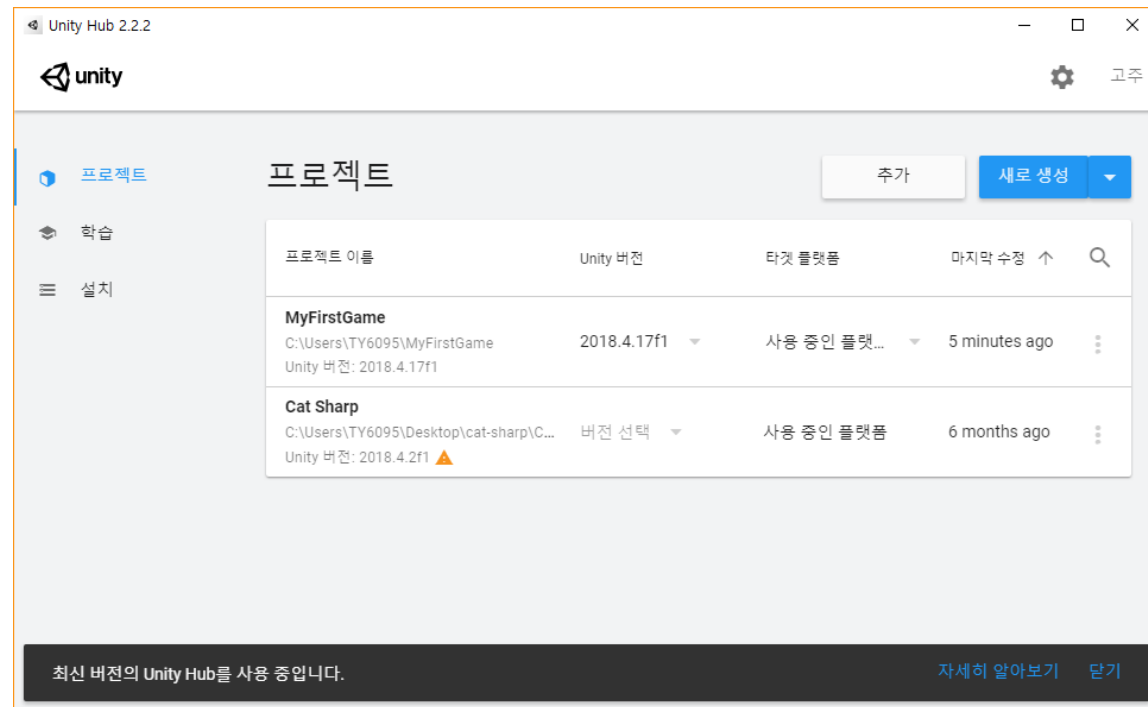 Unity Hub 2.2.2
unity
고주
프로젝트
학습
설치
프로젝트
추가
새로 생성
프로젝트 이름 Unity 버전 타겟 플랫폼 마지막 수정
MyFirstGame
C:\Users\TY6095\MyFirstGame
Unity 버전: 2018.4.17f1
2018.4.17f1
사용 중인 플랫...
5 minutes ago
Cat Sharp
C:\Users\TY6095\Desktop\cat-sharp\C...
Unity 버전: 2018.4.2f1
버전 선택
사용 중인 플랫폼
6 months ago
최신 버전의 Unity Hub를 사용 중입니다.
자세히 알아보기
닫기